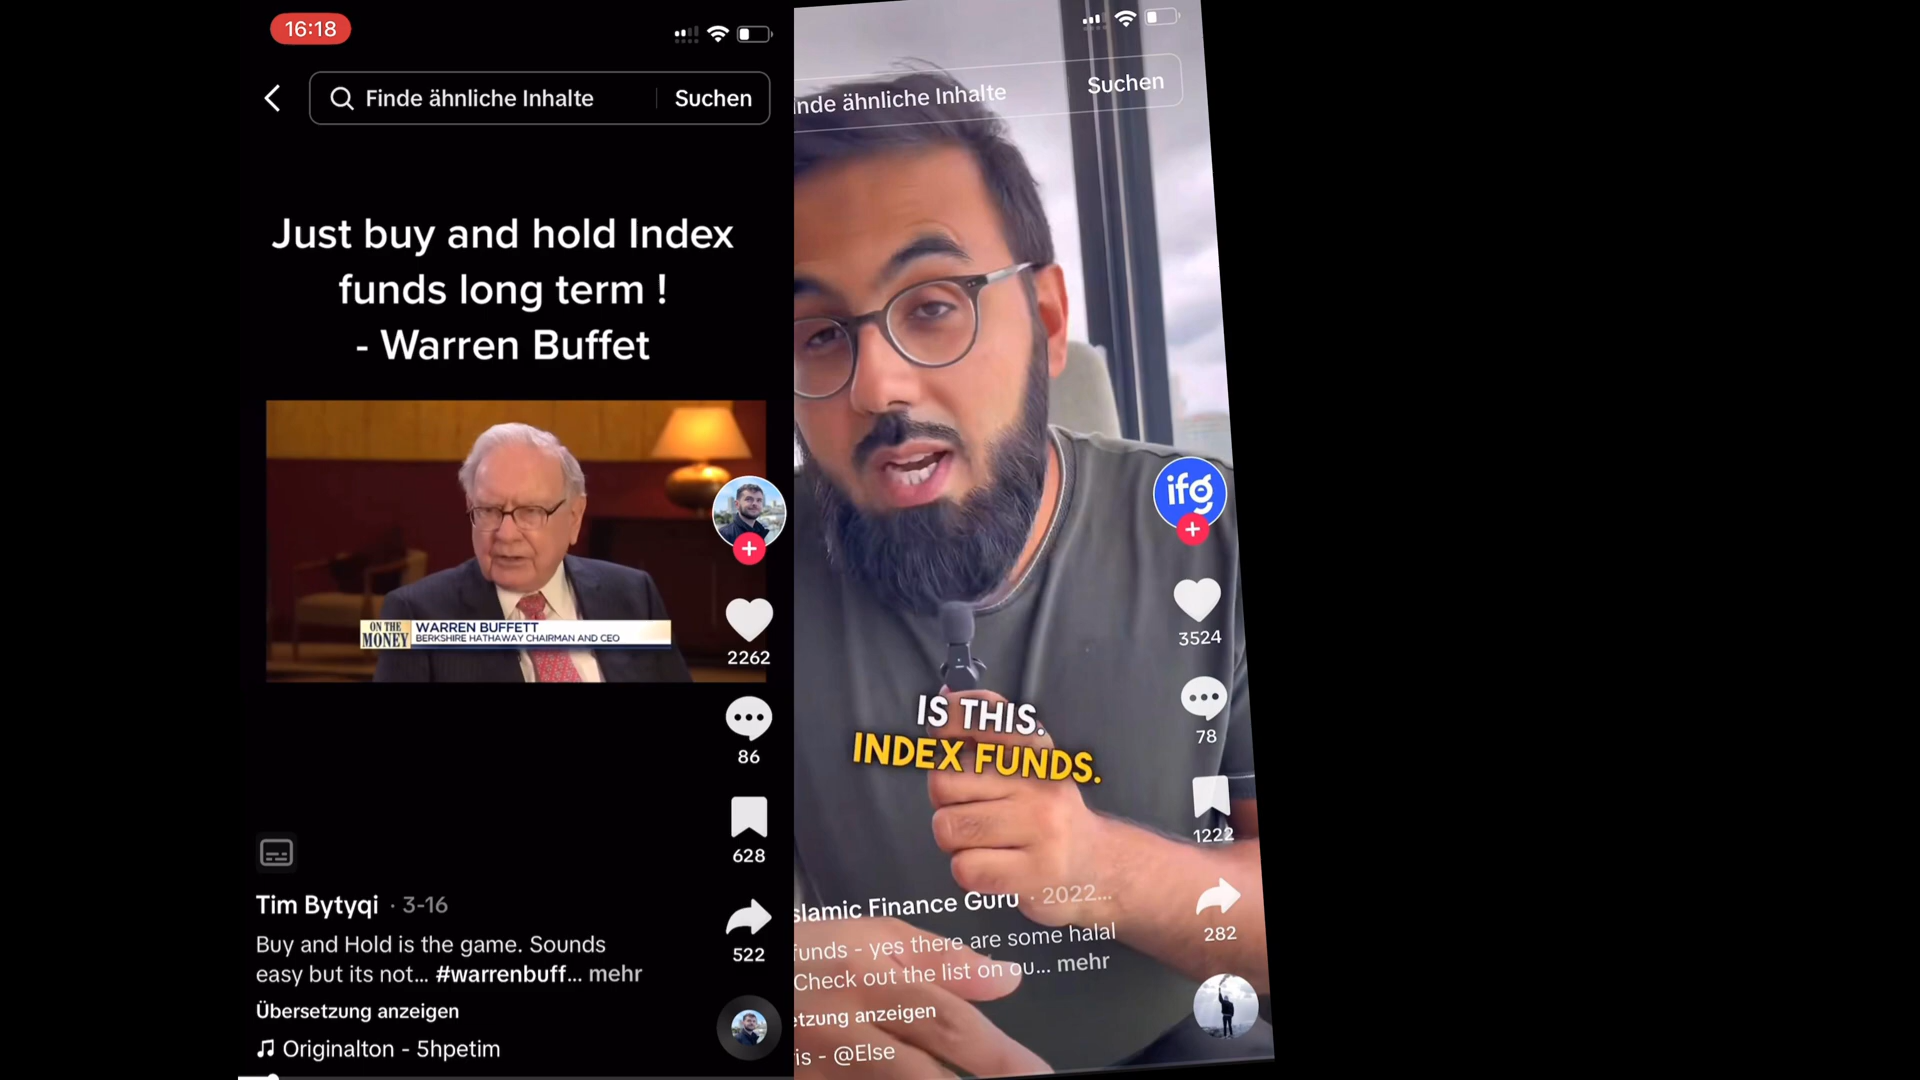 16:18
Finde ähnliche Inhalte
Suchen
Just buy and hold Index
funds long term !
- Warren Buffet
ON THE
MONEY
WARREN BUFFETT
BERKSHIRE HATHAWAY CHAIRMAN AND CEO
2262
86
628
522
Tim Bytyqi · 3-16
Buy and Hold is the game. Sounds
easy but its not... #warrenbuff... mehr
Übersetzung anzeigen
Originalton - 5hpetim
nde ähnliche Inhalte
Suchen
ifg
3524
IS THIS.
INDEX FUNDS.
78
1222
282
slamic Finance Guru · 2022...
funds - yes there are some halal
Check out the list on ou... mehr
etzung anzeigen
is - @Else